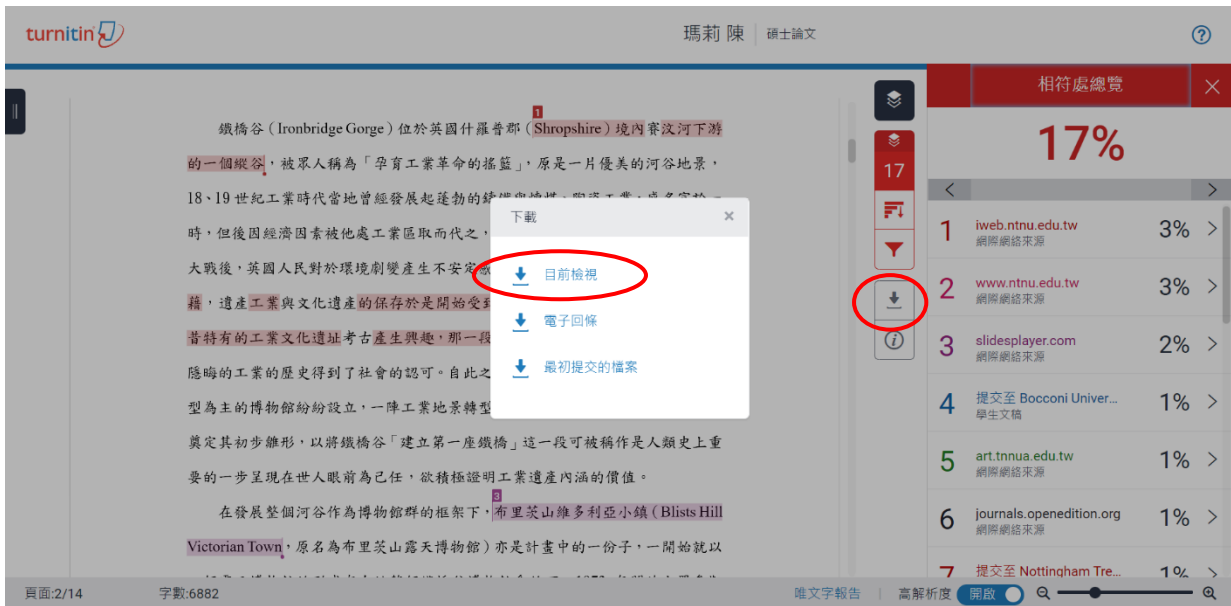 turnitin
瑪莉 陳 碩士論文
?
相符處總覽
17%
17
1 iweb.ntnu.edu.tw 3%
網際網絡來源
2 www.ntnu.edu.tw 3%
網際網絡來源
3 slidesplayer.com 2%
網際網絡來源
4 提交至 Bocconi Univer... 1%
學生文稿
5 art.tnnua.edu.tw 1%
網際網絡來源
6 journals.openedition.org 1%
網際網絡來源
7 提交至 Nottingham Tre... 1%
1
鐵橋谷（Ironbridge Gorge）位於英國什羅普郡（Shropshire）境內賽汶河下游
的一個縱谷，被眾人稱為「孕育工業革命的搖籃」，原是一片優美的河谷地景，
18、19 世紀工業時代當地曾經發展起蓬勃的
時，但後因經濟因素被他處工業區取而代之，
大戰後，英國人民對於環境劇變產生不安定
藉，遺產工業與文化遺產的保存於是開始受到
昔特有的工業文化遺址考古產生興趣，那一段
隱晦的工業的歷史得到了社會的認可。自此之
型為主的博物館紛紛設立，一陣工業地景轉型
奠定其初步雛形，以將鐵橋谷「建立第一座鐵橋」這一段可被稱作是人類史上重
要的一步呈現在世人眼前為己任，欲積極證明工業遺產內涵的價值。
3
在發展整個河谷作為博物館群的框架下，布里茨山維多利亞小鎮（Blists Hill
Victorian Town，原名為布里茨山露天博物館）亦是計畫中的一份子，一開始就以
下載
目前檢視
電子回條
最初提交的檔案
頁面:2/14 字數:6882 唯文字報告 高解析度 開啟